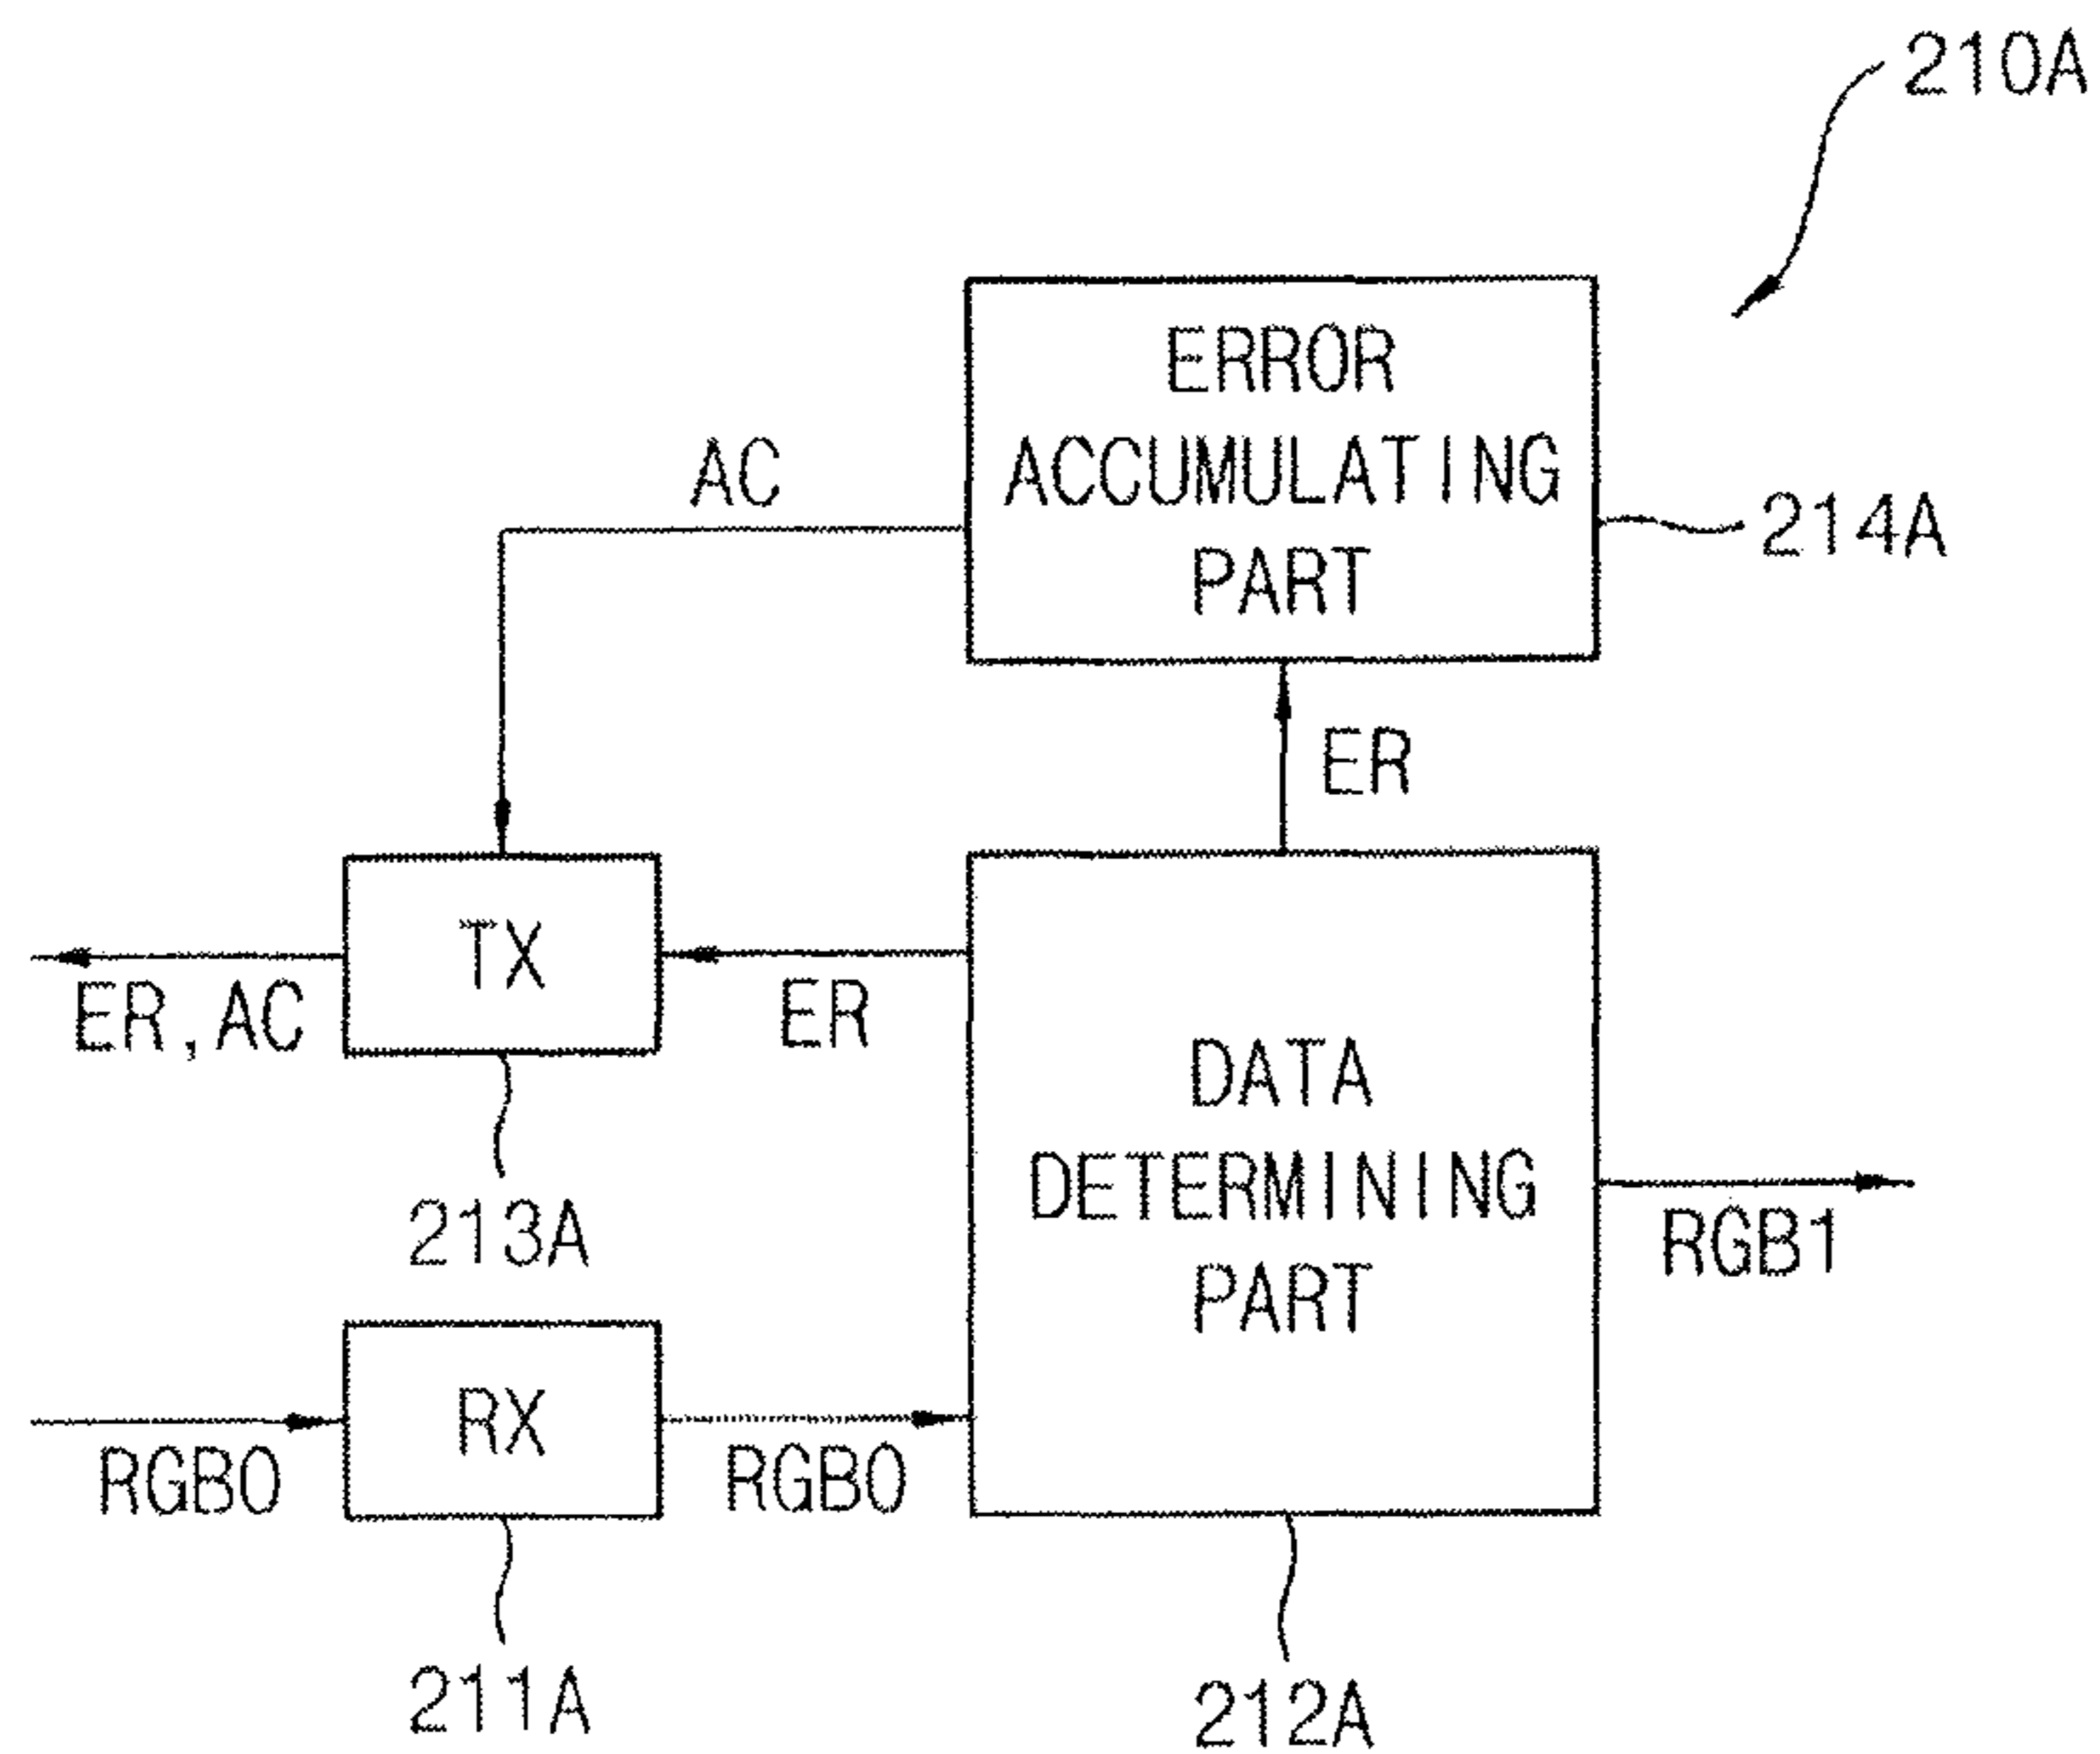 210A
ERROR
ACCUMULATING
PART
AC
214A
ER
TX
ER,AC
ER
DATA
DETERMINING
PART
213A
RGB1
RX
RGB0
RGB0
211A
212A